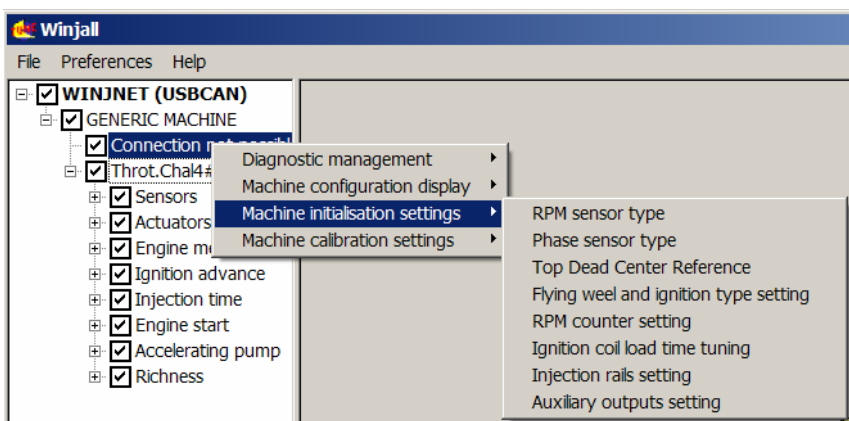 Winjall
File Preferences Help
WINJNET (USBCAN)
GENERIC MACHINE
Connection
Throt.Chal4#
Sensors
Actuators
Engine
Ignition advance
Injection time
Engine start
Accelerating pump
Richness
Diagnostic management
Machine configuration display
Machine initialisation settings
Machine calibration settings
RPM sensor type
Phase sensor type
Top Dead Center Reference
Flying weel and ignition type setting
RPM counter setting
Ignition coil load time tuning
Injection rails setting
Auxiliary outputs setting